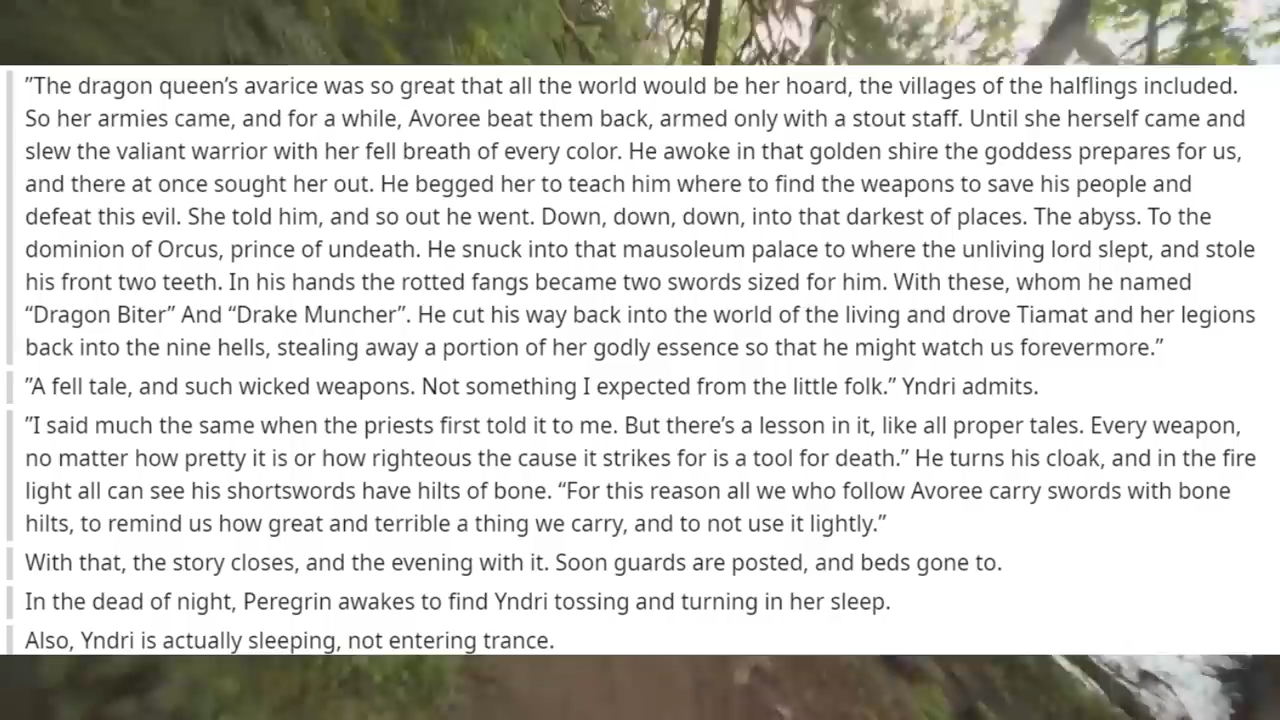 ”The dragon queen’s avarice was so great that all the world would be her hoard, the villages of the halflings included.
So her armies came, and for a while, Avoree beat them back, armed only with a stout staff. Until she herself came and
slew the valiant warrior with her fell breath of every color. He awoke in that golden shire the goddess prepares for us,
and there at once sought her out. He begged her to teach him where to find the weapons to save his people and
defeat this evil. She told him, and so out he went. Down, down, down, into that darkest of places. The abyss. To the
dominion of Orcus, prince of undeath. He snuck into that mausoleum palace to where the unliving lord slept, and stole
his front two teeth. In his hands the rotted fangs became two swords sized for him. With these, whom he named
“Dragon Biter” And “Drake Muncher”. He cut his way back into the world of the living and drove Tiamat and her legions
back into the nine hells, stealing away a portion of her godly essence so that he might watch us forevermore.”
”A fell tale, and such wicked weapons. Not something I expected from the little folk.” Yndri admits.
”I said much the same when the priests first told it to me. But there’s a lesson in it, like all proper tales. Every weapon,
no matter how pretty it is or how righteous the cause it strikes for is a tool for death.” He turns his cloak, and in the fire
light all can see his shortswords have hilts of bone. “For this reason all we who follow Avoree carry swords with bone
hilts, to remind us how great and terrible a thing we carry, and to not use it lightly.”
With that, the story closes, and the evening with it. Soon guards are posted, and beds gone to.
In the dead of night, Peregrin awakes to find Yndri tossing and turning in her sleep.
Also, Yndri is actually sleeping, not entering trance.